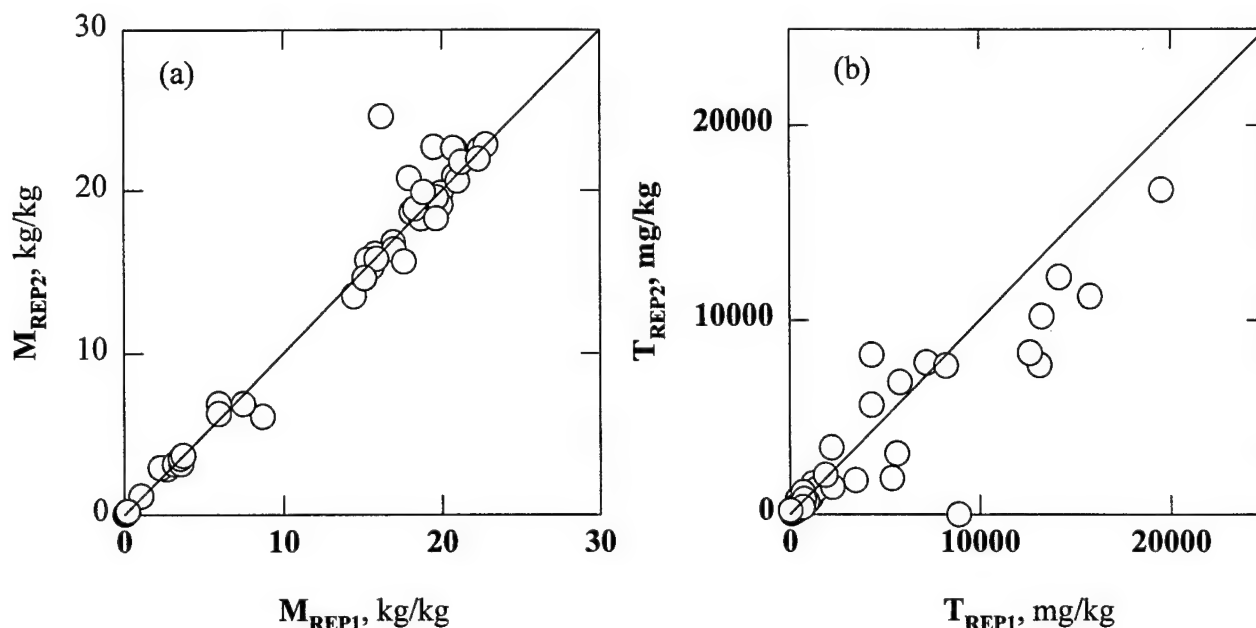 (a)
30
20
10
0
M_REP2, kg/kg
0 10 20 30
M_REP1, kg/kg
(b)
20000
10000
0
T_REP2, mg/kg
0 10000 20000
T_REP1, mg/kg